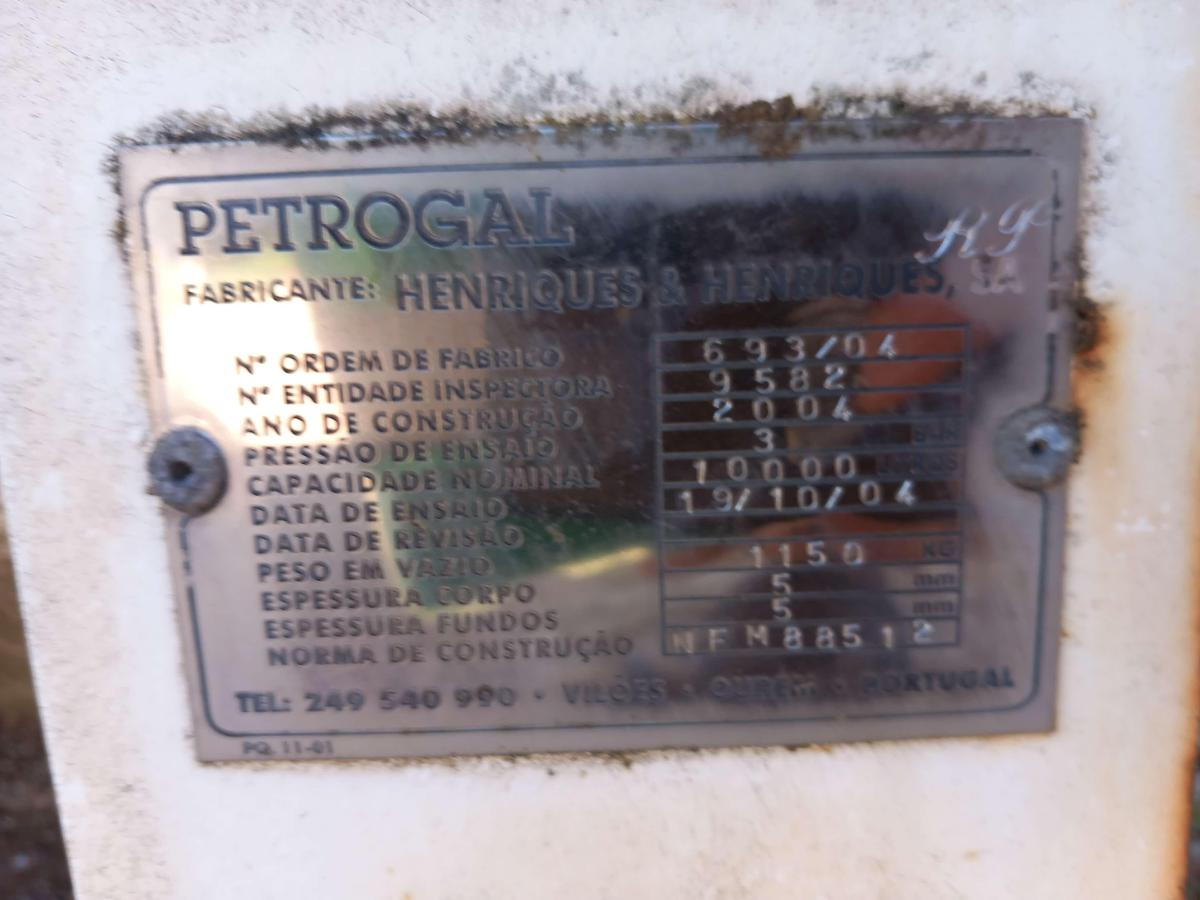 PETROGAL
FABRICANTE: HENRIQUES & HENRIQUES, SA
Nº ORDEM DE FABRICO 693/04
Nº ENTIDADE INSPECTORA 9582
ANO DE CONSTRUÇÃO 2004
PRESSÃO DE ENSAIO 3 BAR
CAPACIDADE NOMINAL 10000 LITROS
DATA DE ENSAIO 19/10/04
DATA DE REVISÃO
PESO EM VAZIO 1150 KG
ESPESSURA CORPO 5 mm
ESPESSURA FUNDOS 5 mm
NORMA DE CONSTRUÇÃO NFM88512
TEL: 249 540 990 · VILÕES · OURÉM · PORTUGAL
PQ. 11-01